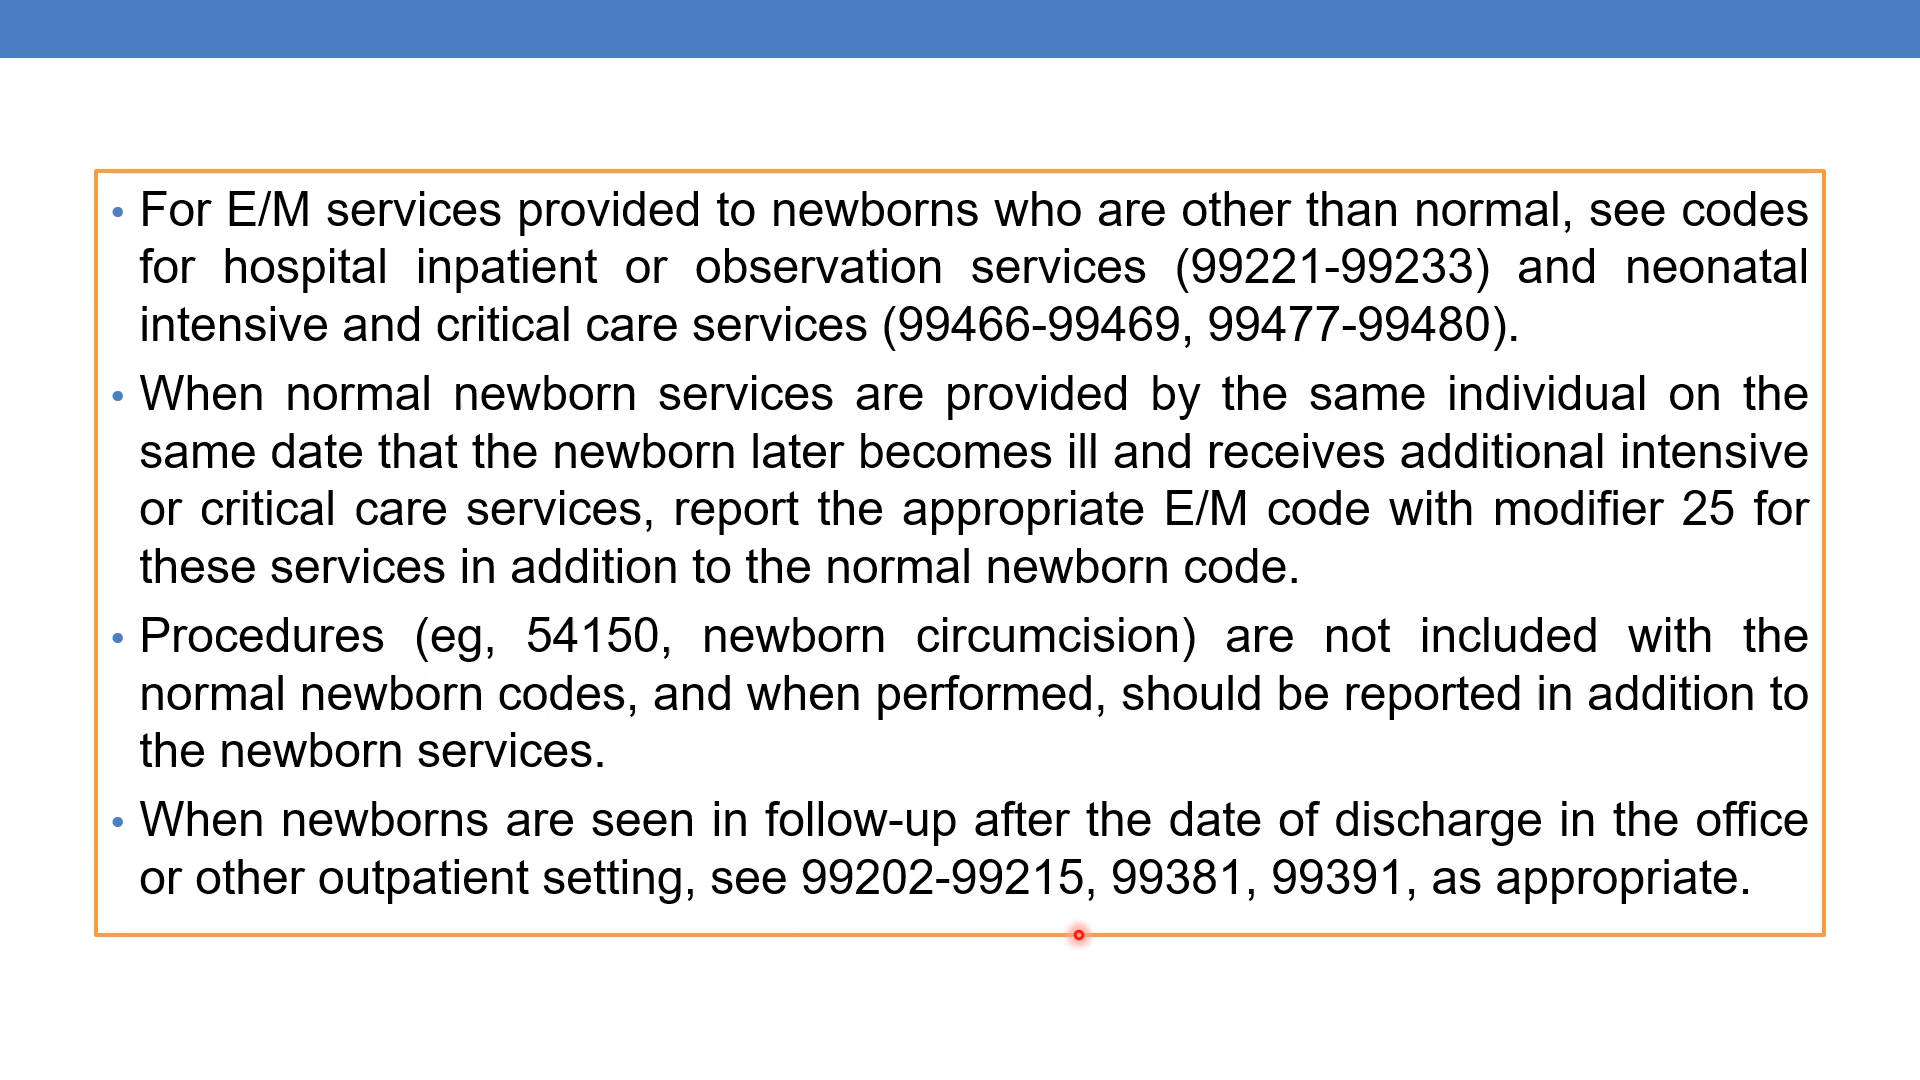 • For E/M services provided to newborns who are other than normal, see codes
for hospital inpatient or observation services (99221-99233) and neonatal
intensive and critical care services (99466-99469, 99477-99480).
• When normal newborn services are provided by the same individual on the
same date that the newborn later becomes ill and receives additional intensive
or critical care services, report the appropriate E/M code with modifier 25 for
these services in addition to the normal newborn code.
• Procedures (eg, 54150, newborn circumcision) are not included with the
normal newborn codes, and when performed, should be reported in addition to
the newborn services.
• When newborns are seen in follow-up after the date of discharge in the office
or other outpatient setting, see 99202-99215, 99381, 99391, as appropriate.